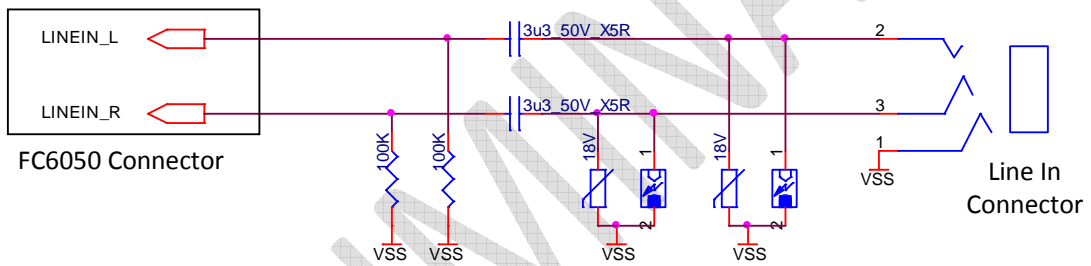 LINEIN_L
3u3_50V_X5R
2
LINEIN_R
3u3_50V_X5R
3
100K
100K
18V
1
2
18V
1
2
1
VSS
VSS
VSS
VSS
VSS
FC6050 Connector
Line In
Connector